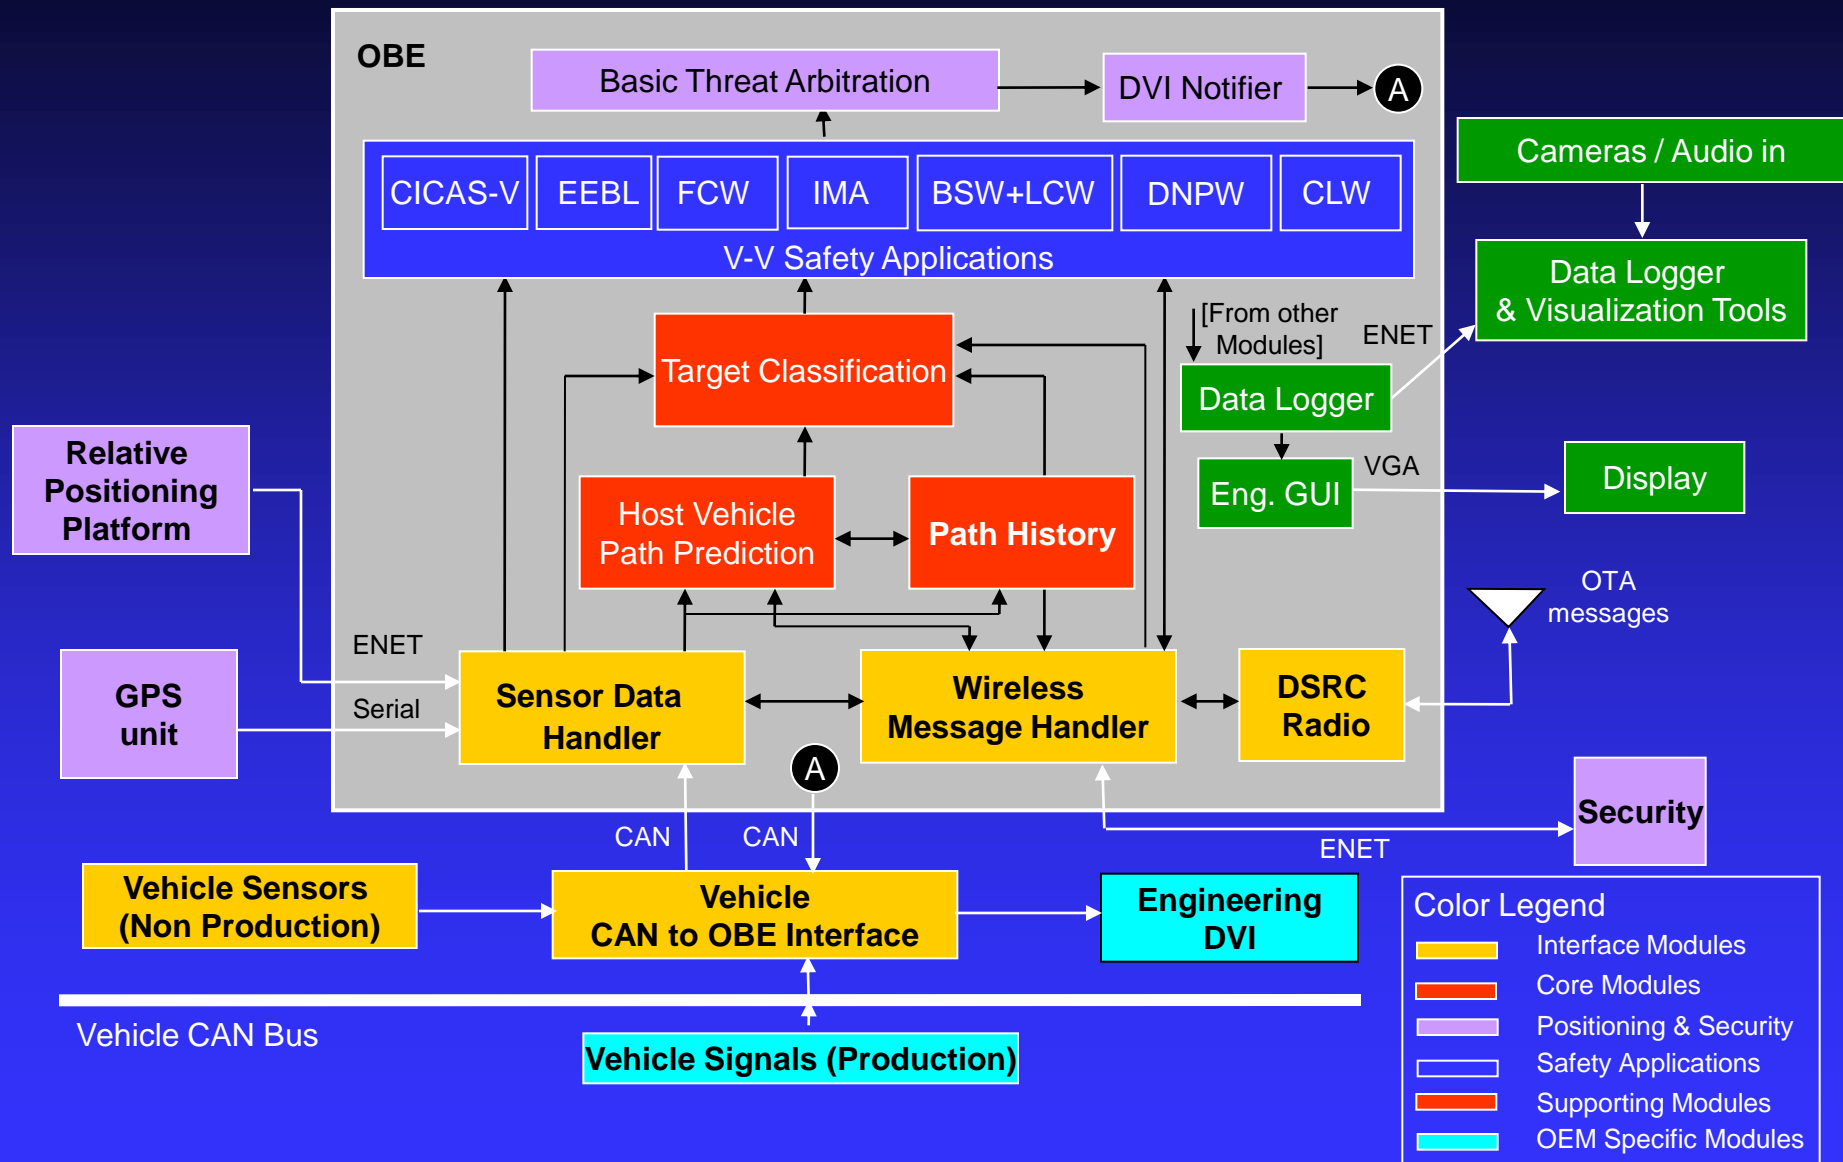 OBE
Basic Threat Arbitration
DVI Notifier
A
Cameras / Audio in
CICAS-V
EEBL
FCW
IMA
BSW+LCW
DNPW
CLW
V-V Safety Applications
Data Logger
& Visualization Tools
[From other
Modules]
ENET
Target Classification
Data Logger
Relative
Positioning
Platform
VGA
Eng. GUI
Display
Host Vehicle
Path Prediction
Path History
OTA
messages
ENET
GPS
unit
Serial
Sensor Data
Handler
Wireless
Message Handler
DSRC
Radio
A
Security
CAN
CAN
ENET
Vehicle Sensors
(Non Production)
Vehicle
CAN to OBE Interface
Engineering
DVI
Vehicle CAN Bus
Vehicle Signals (Production)
Color Legend
Interface Modules
Core Modules
Positioning & Security
Safety Applications
Supporting Modules
OEM Specific Modules